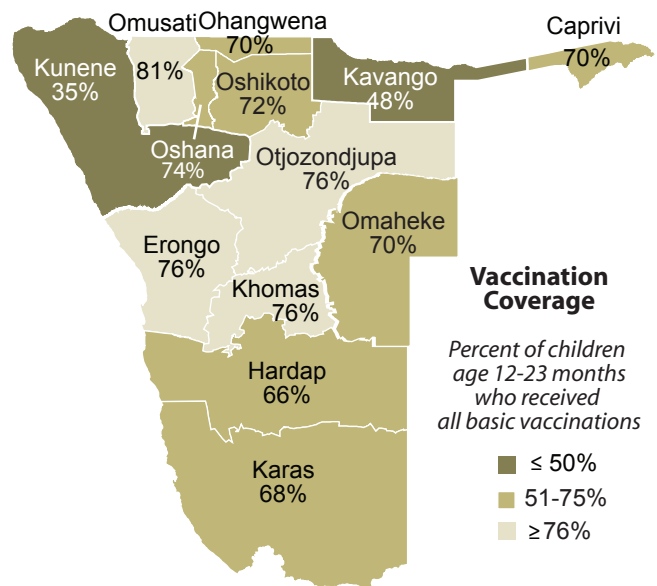 Omusati
Ohangwena
70%
Caprivi
70%
Kunene
35%
81%
Oshikoto
72%
Kavango
48%
Oshana
74%
Otjozondjupa
76%
Omaheke
70%
Erongo
76%
Khomas
76%
Hardap
66%
Karas
68%
Vaccination
Coverage
Percent of children
age 12-23 months
who received
all basic vaccinations
≤ 50%
51-75%
≥76%